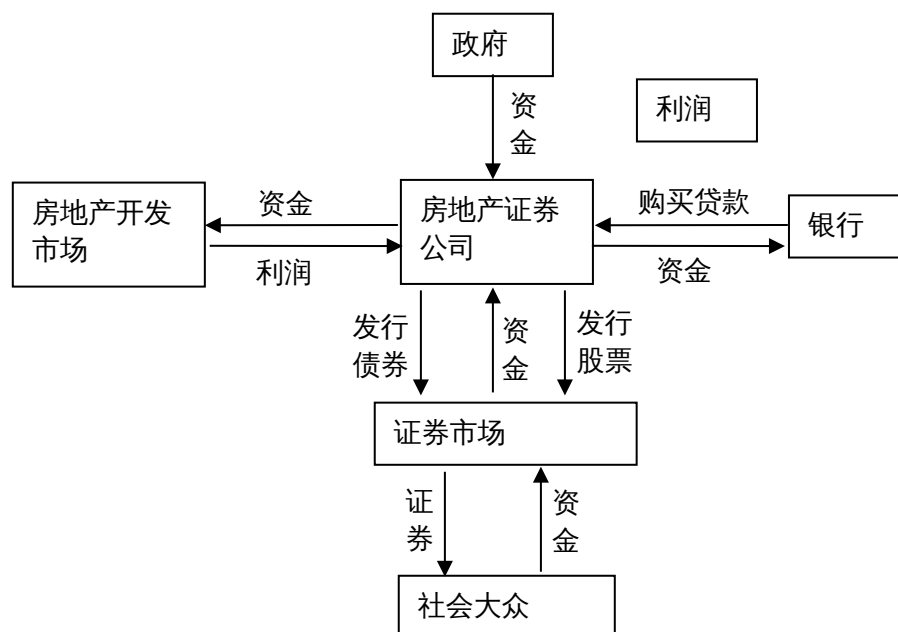 政府
资
金
利润
房地产开发
市场
资金
利润
房地产证券
公司
购买贷款
资金
银行
发行
债券
资
金
发行
股票
证券市场
证
券
资
金
社会大众